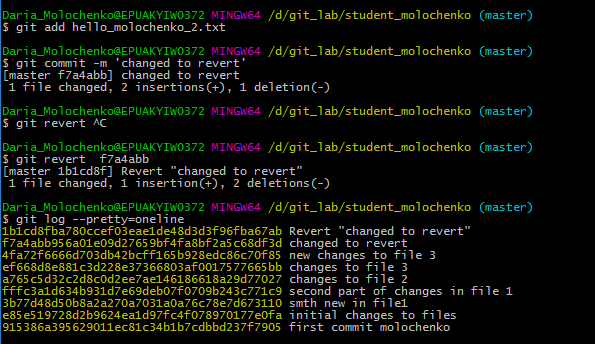 Daria_Molochenko@EPUAKYIW0372 MINGW64 /d/git_lab/student_molochenko (master)
$ git add hello_molochenko_2.txt
Daria_Molochenko@EPUAKYIW0372 MINGW64 /d/git_lab/student_molochenko (master)
$ git commit -m 'changed to revert'
[master f7a4abb] changed to revert
1 file changed, 2 insertions(+), 1 deletion(-)
Daria_Molochenko@EPUAKYIW0372 MINGW64 /d/git_lab/student_molochenko (master)
$ git revert ^C
Daria_Molochenko@EPUAKYIW0372 MINGW64 /d/git_lab/student_molochenko (master)
$ git revert  f7a4abb
[master 1b1cd8f] Revert "changed to revert"
1 file changed, 1 insertion(+), 2 deletions(-)
Daria_Molochenko@EPUAKYIW0372 MINGW64 /d/git_lab/student_molochenko (master)
$ git log --pretty=oneline
1b1cd8fba780ccef03eae1de48d3d3f96fba67ab Revert "changed to revert"
f7a4abb956a01e09d27659bf4fa8bf2a5c68df3d changed to revert
4fa72f6666d703db42bcff165b928edc86c70f85 new changes to file 3
ef668d8e881c3d228e37366803af0017577665bb changes to file 3
a765c5d32c2d8c0d2ee7ae146186618a29d77027 changes to file 2
fffc3a1d634b931d7e69deb07f0709b243c771c9 second part of changes in file 1
3b77d48d50b8a2a270a7031a0a76c78e7d673110 smth new in file1
e85e519728d2b9624ea1d97fc4f078970177e0fa initial changes to files
915386a395629011ec81c34b1b7cdbbd237f7905 first commit molochenko